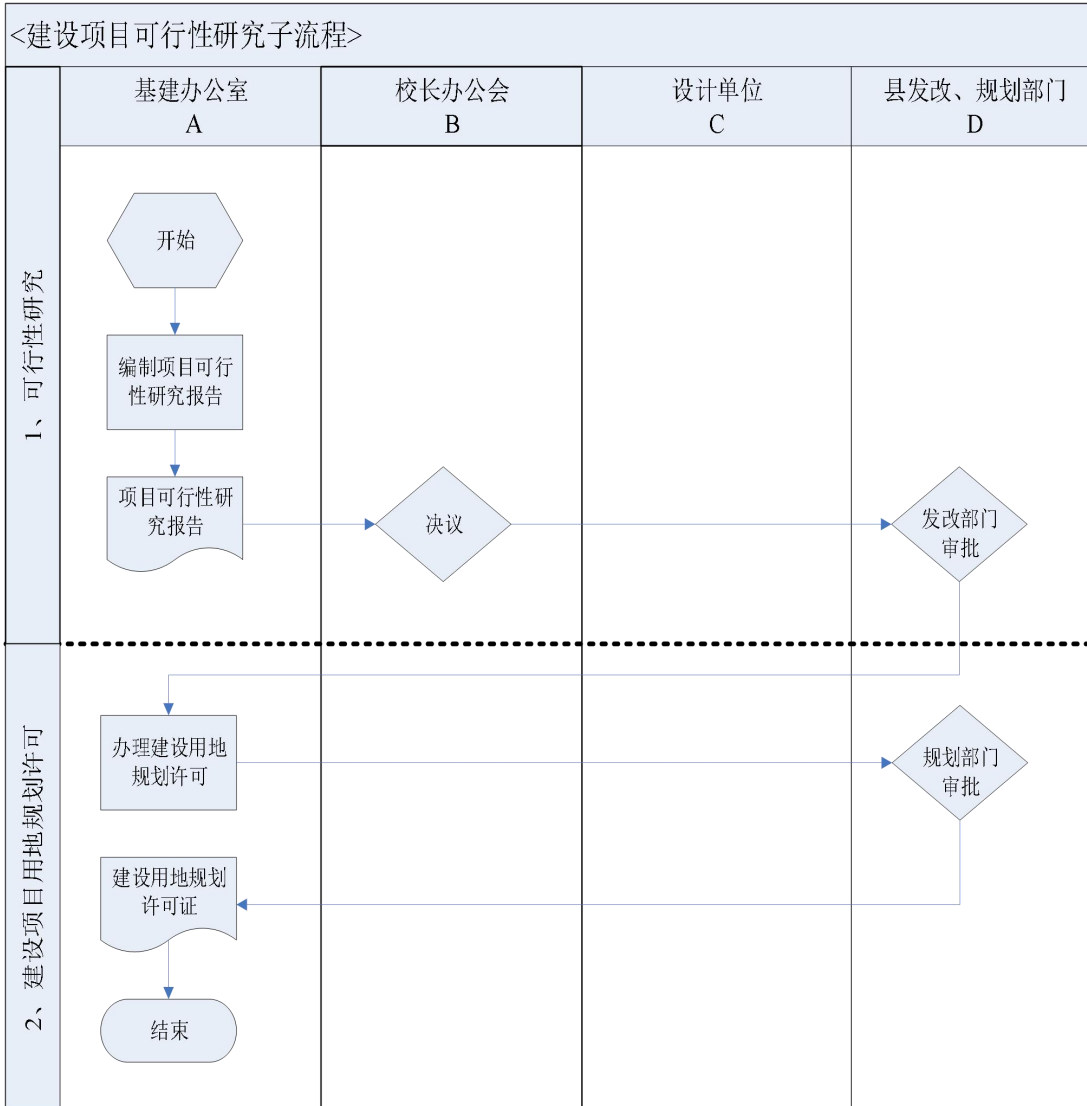 <建设项目可行性研究子流程>
基建办公室
A
校长办公会
B
设计单位
C
县发改、规划部门
D
1、可行性研究
开始
编制项目可行
性研究报告
项目可行性研
究报告
决议
发改部门
审批
2、建设项目用地规划许可
办理建设用地
规划许可
规划部门
审批
建设用地规划
许可证
结束